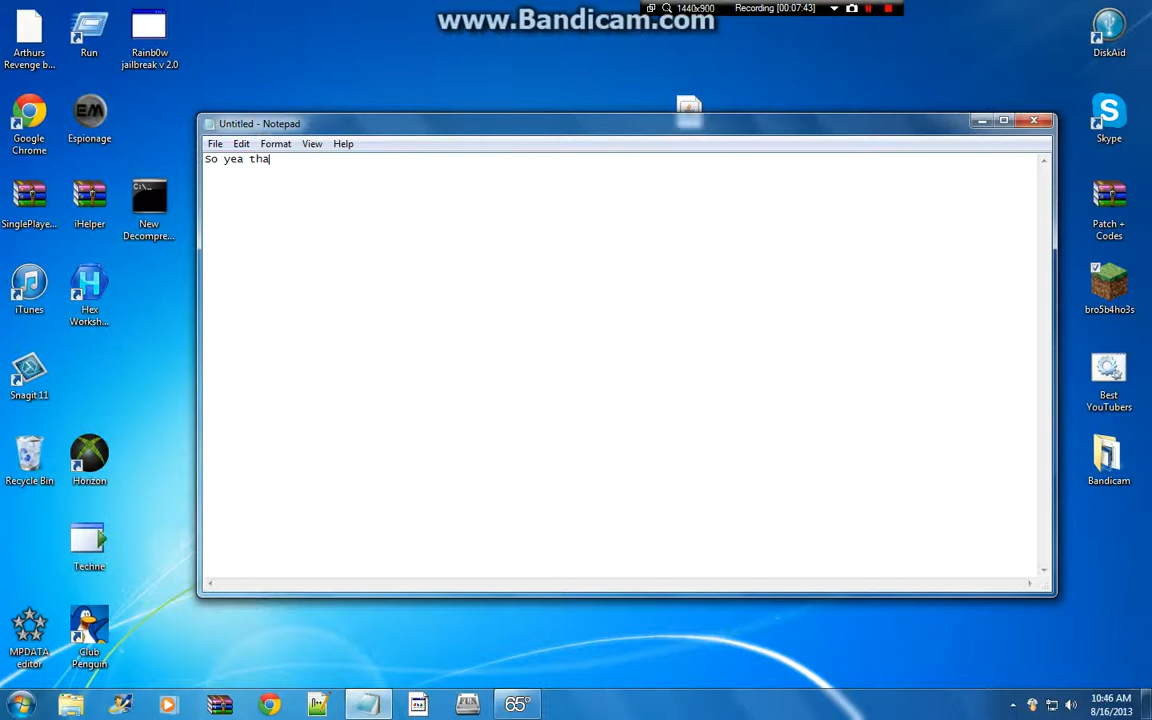 www.Bandicam.com
1440x900
Recording [00:07:43]
Arthurs
Revenge b...
Run
Rainb0w
jailbreak v 2.0
DiskAid
Google
Chrome
EM
Espionage
Skype
Untitled - Notepad
File Edit Format View Help
So yea tha
SinglePlaye...
iHelper
C:\_
New
Decompre...
Patch +
Codes
iTunes
H
Hex
Worksh...
bro5b4ho3s
Snagit 11
Best
YouTubers
Recycle Bin
Horizon
Bandicam
Techne
MPDATA
editor
Club
Penguin
FUN
65°
10:46 AM
8/16/2013